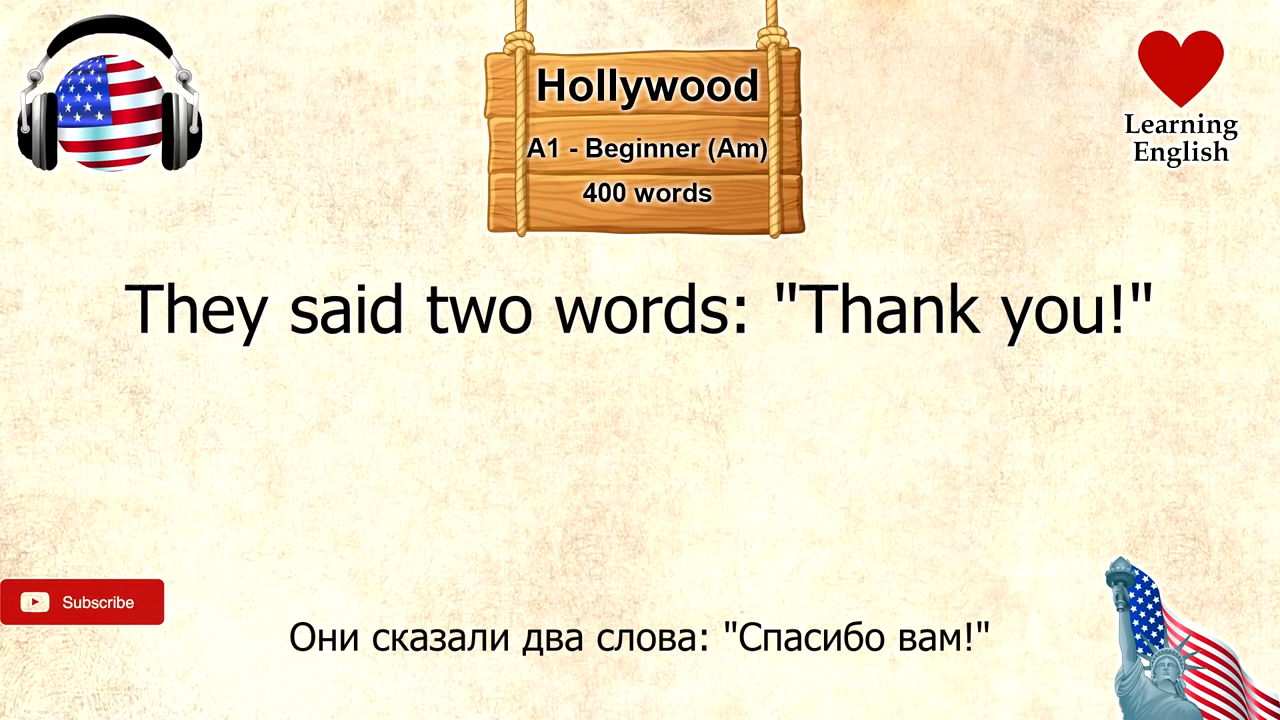 Hollywood
A1 - Beginner (Am)
400 words
Learning
English
They said two words: "Thank you!"
Subscribe
Они сказали два слова: "Спасибо вам!"